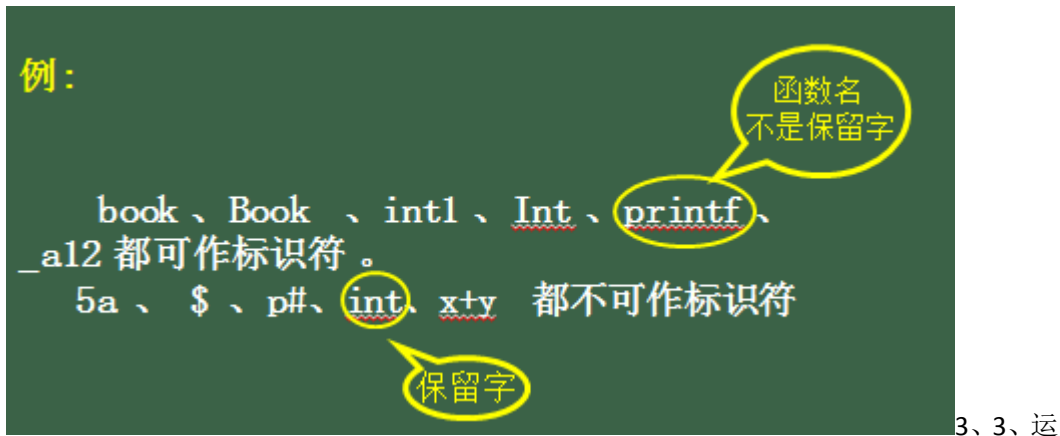 例:
函数名
不是保留字
book 、Book 、int1 、Int 、printf 、
_a12 都可作标识符 。
5a 、 $ 、p#、int、x+y 都不可作标识符
保留字
3、3、运